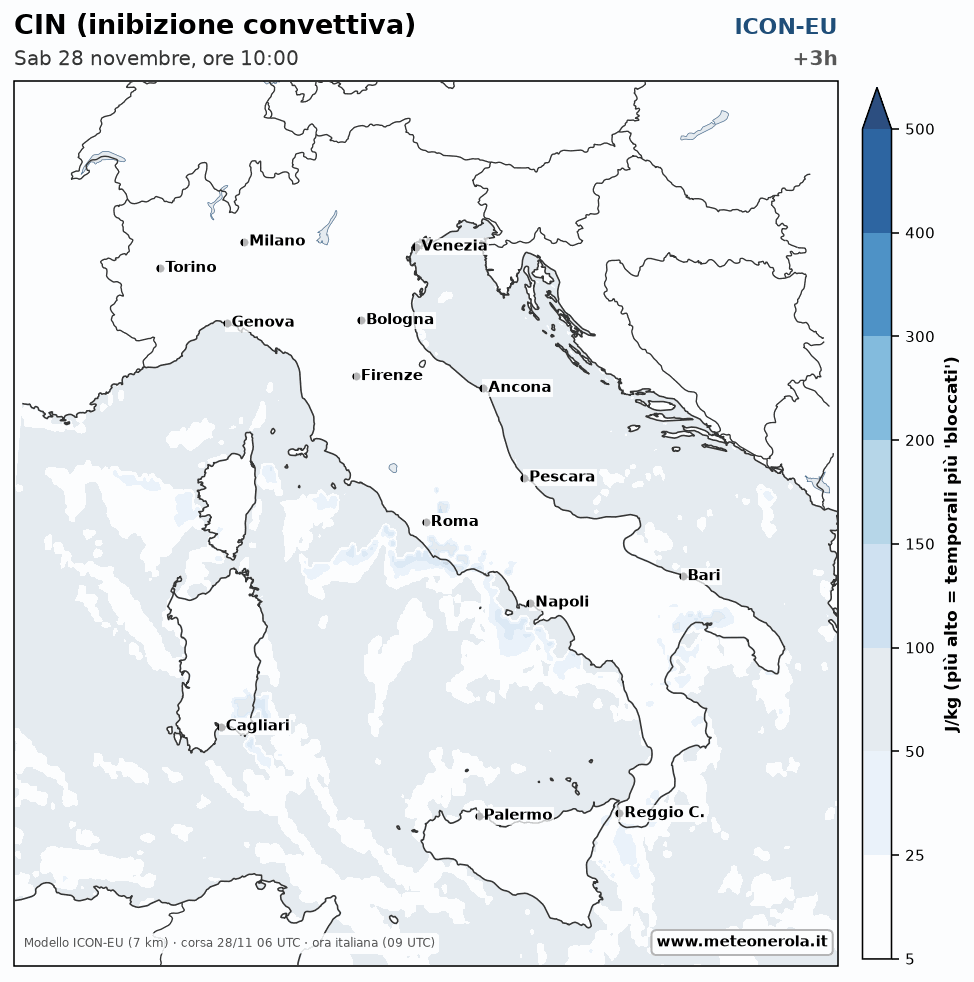 CIN (inibizione convettiva)
ICON-EU
Sab 28 novembre, ore 10:00
+3h
Milano
Venezia
Torino
Genova
Bologna
Firenze
Ancona
Pescara
Roma
Bari
Napoli
Cagliari
Palermo
Reggio C.
Modello ICON-EU (7 km) · corsa 28/11 06 UTC · ora italiana (09 UTC)
www.meteonerola.it
500
400
300
200
150
100
50
25
5
J/kg (più alto = temporali più 'bloccati')